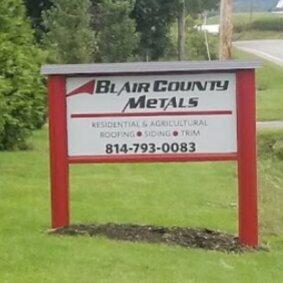 BLAIR COUNTY
METALS
RESIDENTIAL & AGRICULTURAL
ROOFING ● SIDING ● TRIM
814-793-0083